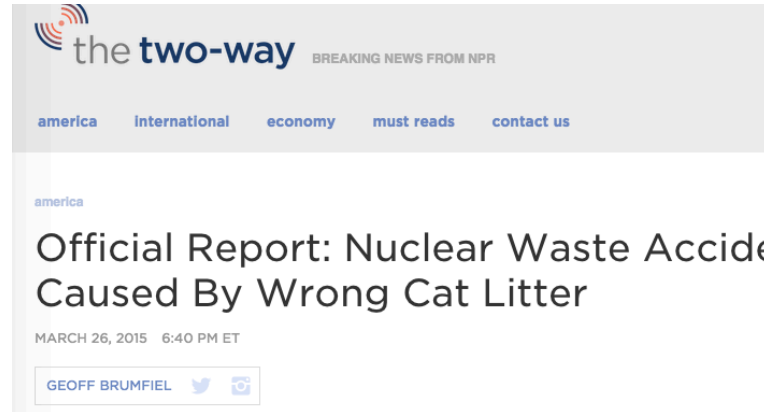 the two-way BREAKING NEWS FROM NPR
america international economy must reads contact us
america
Official Report: Nuclear Waste Accide
Caused By Wrong Cat Litter
MARCH 26, 2015 6:40 PM ET
GEOFF BRUMFIEL